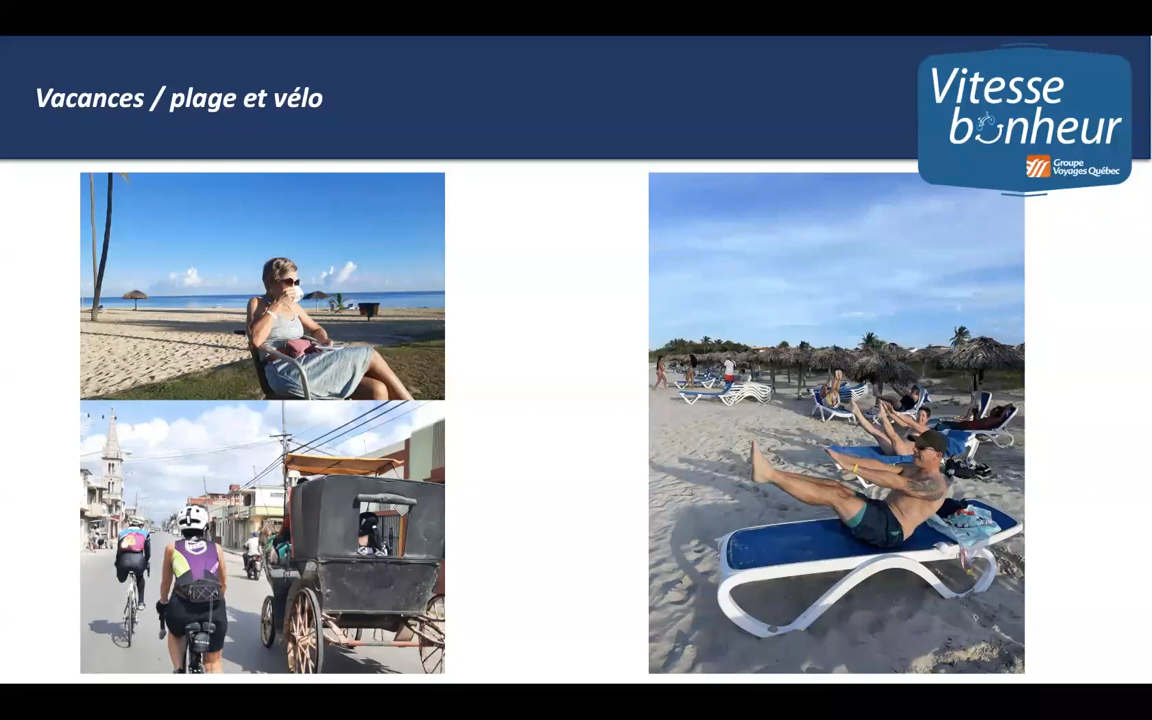 Vacances / plage et vélo
Vitesse
bonheur
Groupe
Voyages Québec